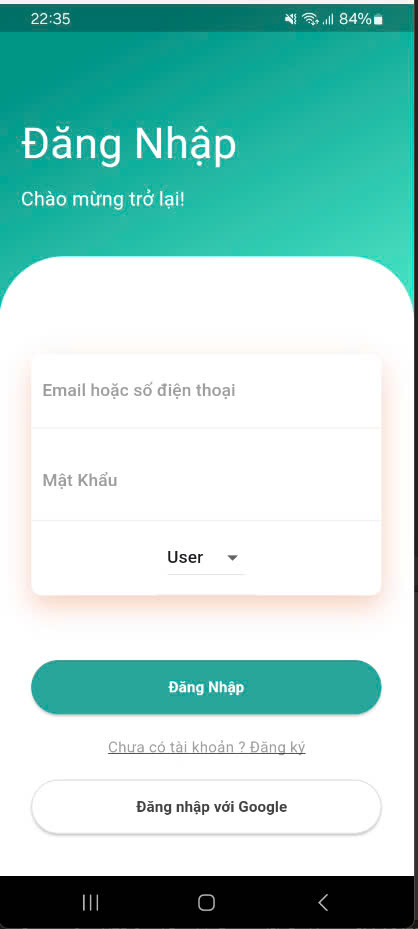 22:35
84%
Đăng Nhập
Chào mừng trở lại!
Email hoặc số điện thoại
Mật Khẩu
User
Đăng Nhập
Chưa có tài khoản ? Đăng ký
Đăng nhập với Google